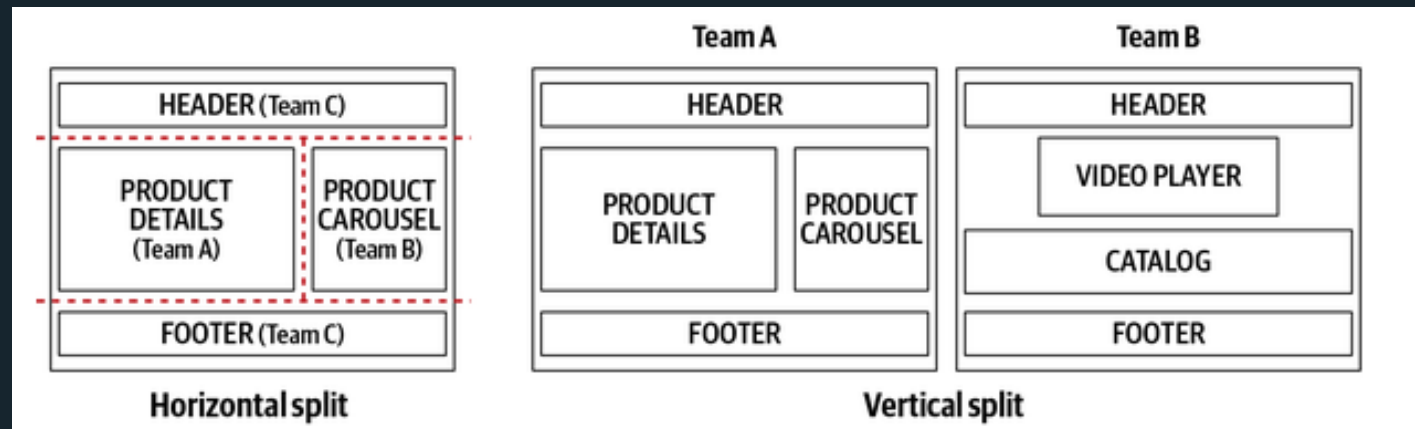 Team A
Team B
HEADER (Team C)
PRODUCT
DETAILS
(Team A)
PRODUCT
CAROUSEL
(Team B)
FOOTER (Team C)
Horizontal split
HEADER
PRODUCT
DETAILS
PRODUCT
CAROUSEL
FOOTER
HEADER
VIDEO PLAYER
CATALOG
FOOTER
Vertical split